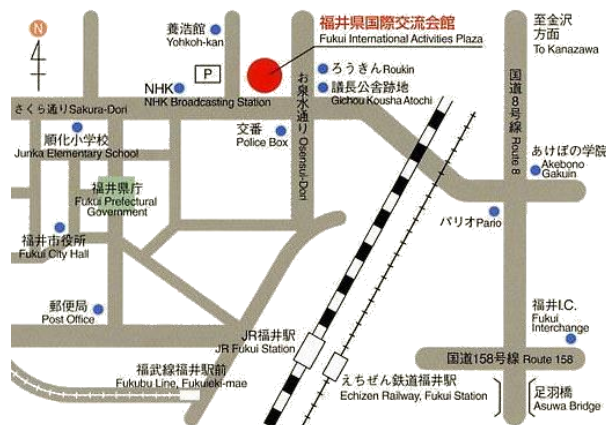 N
養浩館
Yohkoh-kan
福井県国際交流会館
Fukui International Activities Plaza
至金沢
方面
To Kanazawa
P
NHK
NHK Broadcasting Station
ろうきん Roukin
議長公舎跡地
Gichou Kousha Atochi
さくら通り Sakura-Dori
お泉水通り Osensui-Dori
国道8号線 Route 8
順化小学校
Junka Elementary School
交番
Police Box
あけぼの学院
Akebono
Gakuin
福井県庁
Fukui Prefectural
Government
パリオ Pario
福井市役所
Fukui City Hall
郵便局
Post Office
福井I.C.
Fukui
Interchange
JR福井駅
JR Fukui Station
国道158号線 Route 158
福武線福井駅前
Fukubu Line, Fukuieki-mae
えちぜん鉄道福井駅
Echizen Railway, Fukui Station
足羽橋
Asuwa Bridge